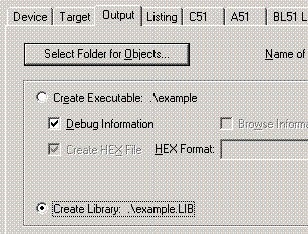 Device Target Output Listing C51 A51 BL51 L
Select Folder for Objects... Name of
Create Executable: .\example
Debug Information Browse Informa
Create HEX File HEX Format:
Create Library: .\example.LIB